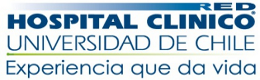 RED
HOSPITAL CLINICO
UNIVERSIDAD DE CHILE
Experiencia que da vida